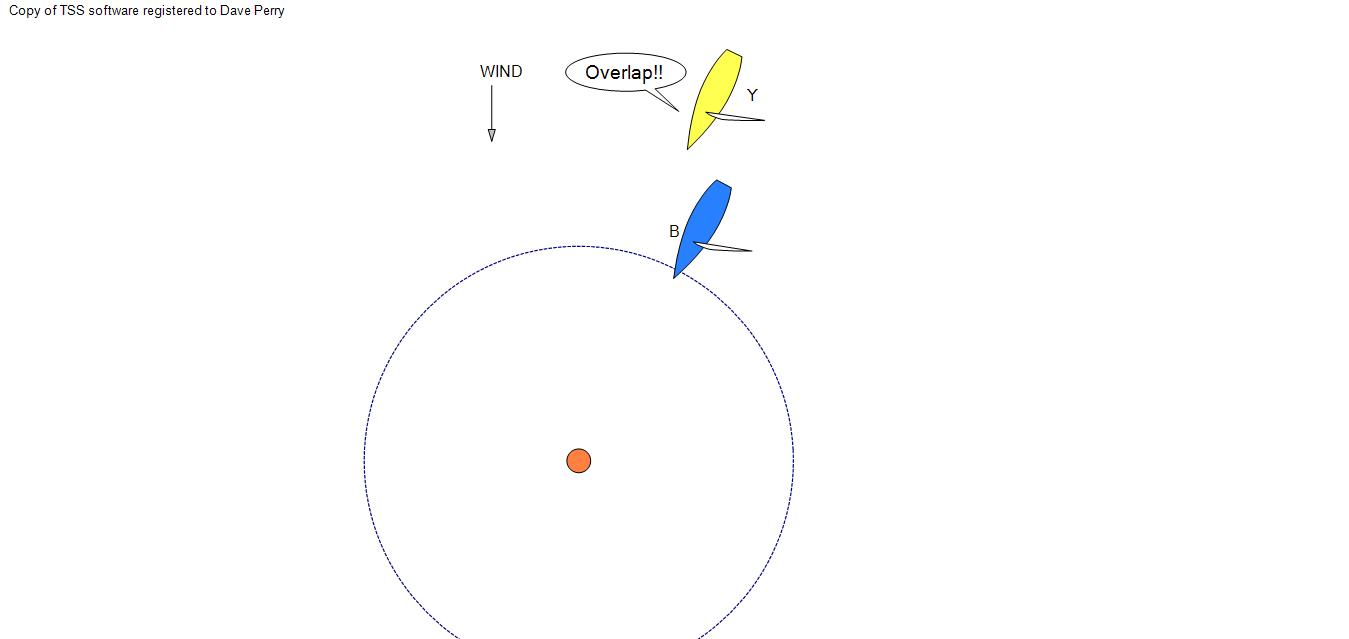 Copy of TSS software registered to Dave Perry
WIND
Overlap!!
Y
B